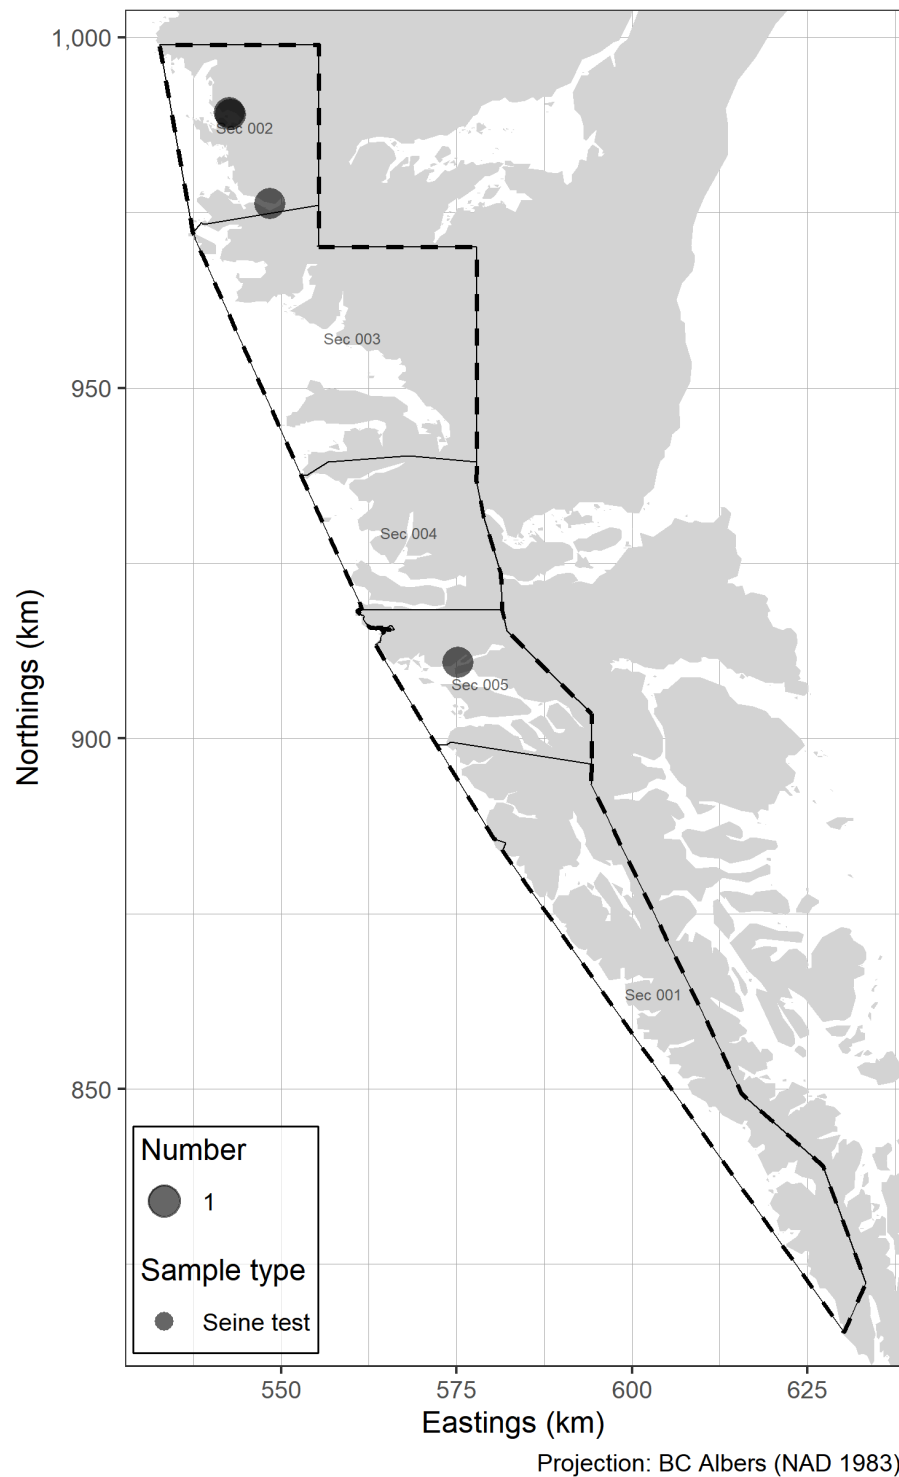 1,000
Sec 002
Sec 003
950
Sec 004
Northings (km)
Sec 005
900
Sec 001
850
Number
1
Sample type
Seine test
550
575
600
625
Eastings (km)
Projection: BC Albers (NAD 1983)